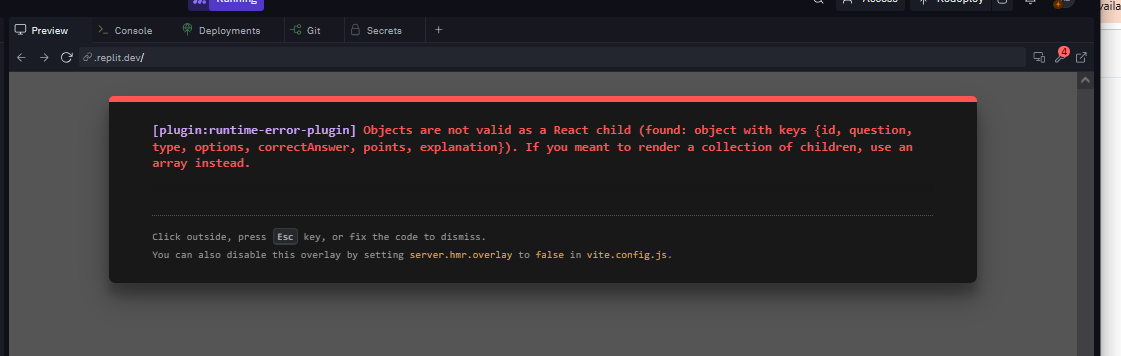 Running
Access
Redeploy
Preview
Console
Deployments
Git
Secrets
.replit.dev/
4
[plugin:runtime-error-plugin] Objects are not valid as a React child (found: object with keys {id, question,
type, options, correctAnswer, points, explanation}). If you meant to render a collection of children, use an
array instead.
Click outside, press Esc key, or fix the code to dismiss.
You can also disable this overlay by setting server.hmr.overlay to false in vite.config.js.